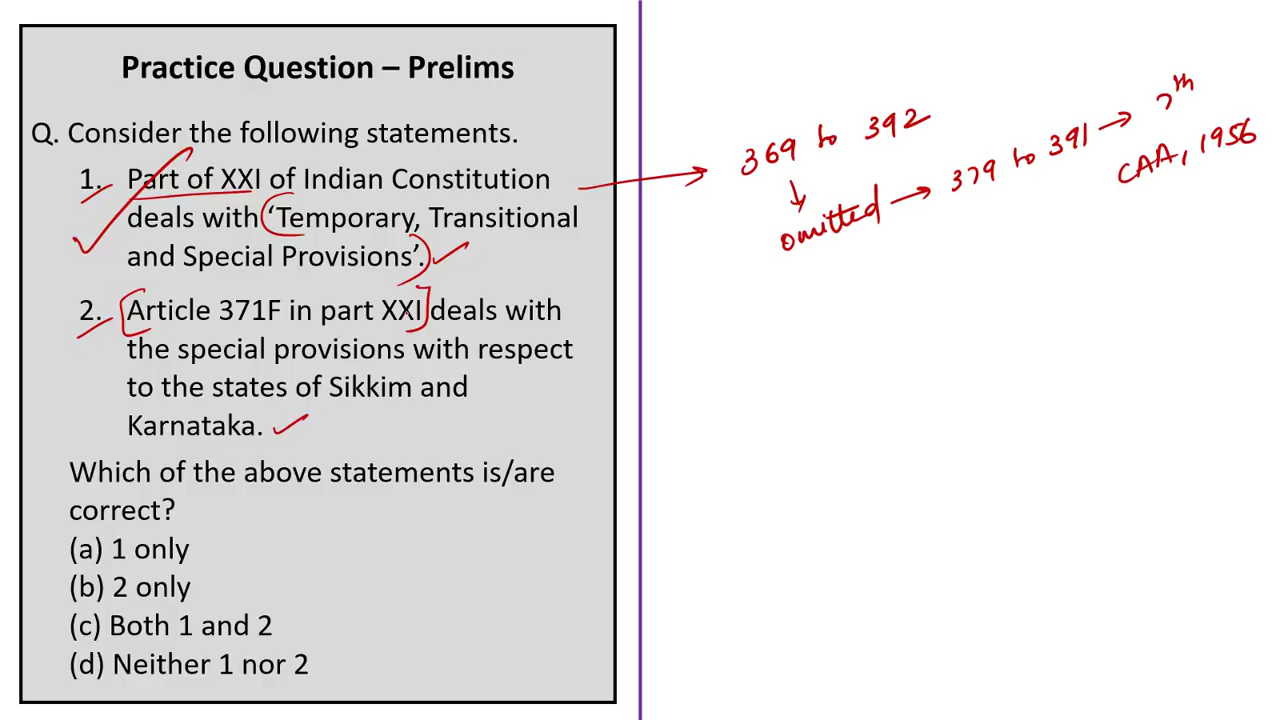 Practice Question – Prelims
Q. Consider the following statements.
1. Part of XXI of Indian Constitution
deals with ‘Temporary, Transitional
and Special Provisions’.
2. Article 371F in part XXI deals with
the special provisions with respect
to the states of Sikkim and
Karnataka.
Which of the above statements is/are
correct?
(a) 1 only
(b) 2 only
(c) Both 1 and 2
(d) Neither 1 nor 2
369 to 392
omitted → 379 to 391 → 7th
CAA, 1956